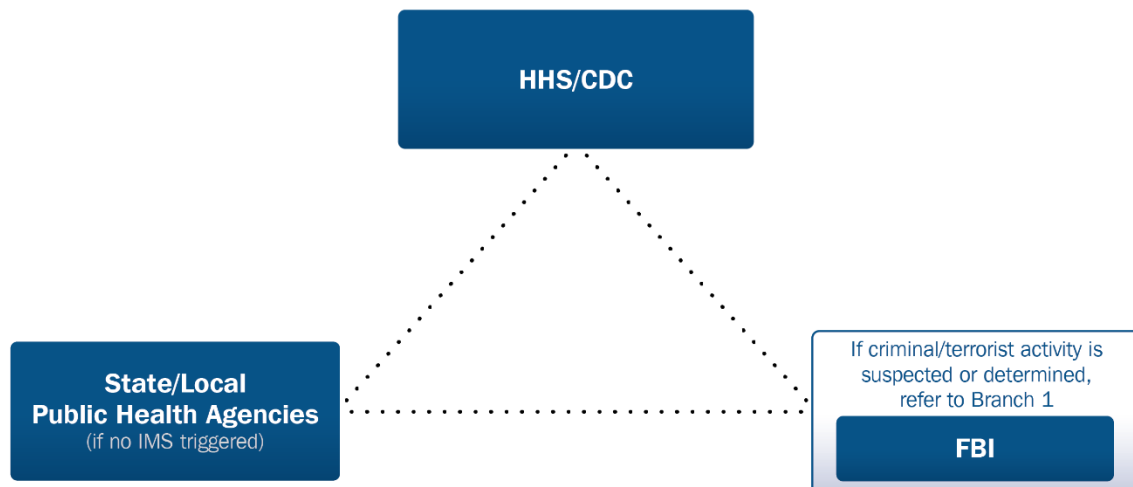 HHS/CDC
State/Local
Public Health Agencies
(if no IMS triggered)
If criminal/terrorist activity is
suspected or determined,
refer to Branch 1
FBI